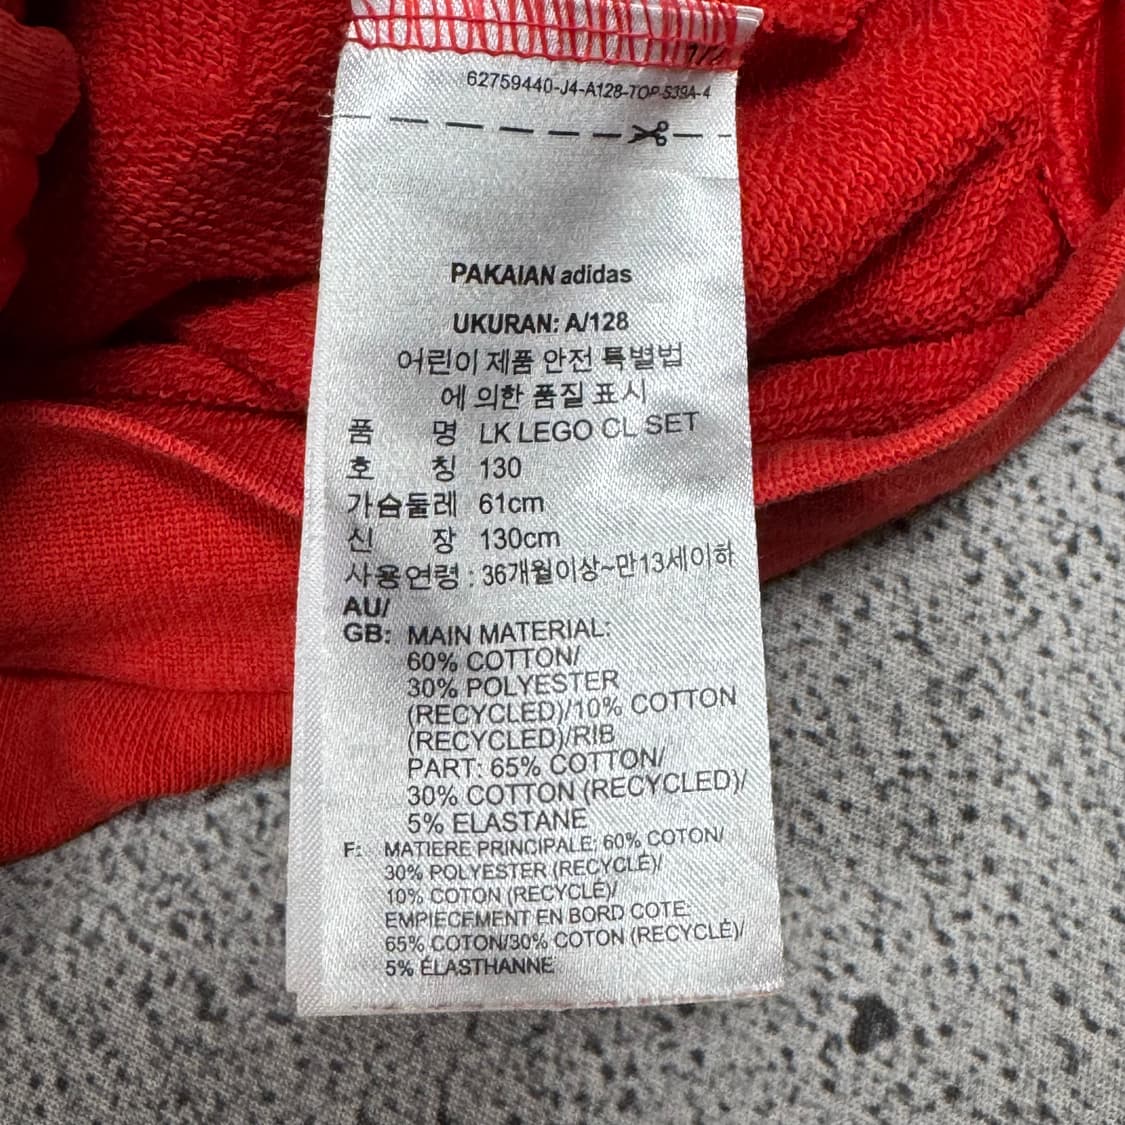 62759440-J4-A128-TOP-539A-4
PAKAIAN adidas
UKURAN: A/128
어린이 제품 안전 특별법
에 의한 품질 표시
품 명 LK LEGO CL SET
호 칭 130
가슴둘레 61cm
신 장 130cm
사용연령 : 36개월이상~만13세이하
AU/
GB: MAIN MATERIAL:
60% COTTON/
30% POLYESTER
(RECYCLED)/10% COTTON
(RECYCLED)/RIB
PART: 65% COTTON/
30% COTTON (RECYCLED)/
5% ELASTANE
F: MATIERE PRINCIPALE: 60% COTON/
30% POLYESTER (RECYCLÉ)/
10% COTON (RECYCLÉ)/
EMPIECEMENT EN BORD COTE:
65% COTON/30% COTON (RECYCLÉ)/
5% ÉLASTHANNE